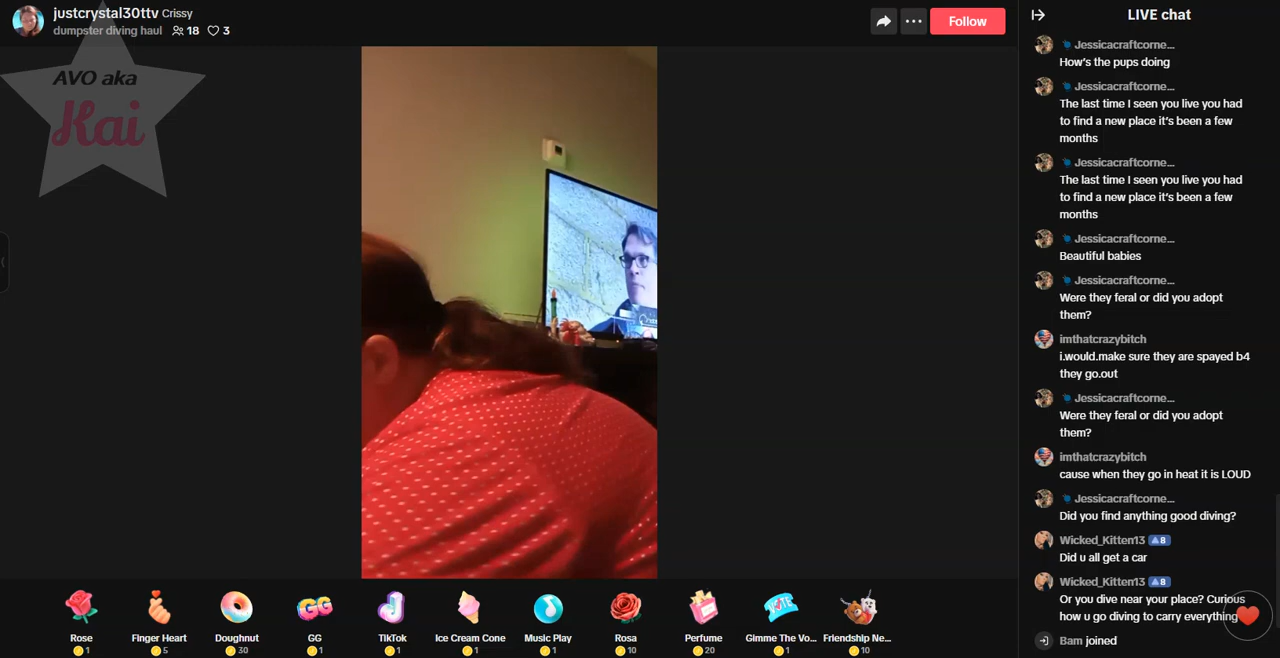 justcrystal30ttv Crissy
dumpster diving haul 18 3
Follow
LIVE chat
AVO aka
Kai
Jessicacraftcorne...
How's the pups doing
Jessicacraftcorne...
The last time I seen you live you had
to find a new place it's been a few
months
Jessicacraftcorne...
The last time I seen you live you had
to find a new place it's been a few
months
Jessicacraftcorne...
Beautiful babies
Jessicacraftcorne...
Were they feral or did you adopt
them?
imthatcrazybitch
i.would.make sure they are spayed b4
they go.out
Jessicacraftcorne...
Were they feral or did you adopt
them?
imthatcrazybitch
cause when they go in heat it is LOUD
Jessicacraftcorne...
Did you find anything good diving?
Wicked_Kitten13 8
Did u all get a car
Wicked_Kitten13 8
Or you dive near your place? Curious
how u go diving to carry everything
Bam joined
GG
VOTE
Rose Finger Heart Doughnut GG TikTok Ice Cream Cone Music Play Rosa Perfume Gimme The Vo... Friendship Ne...
1 5 30 1 1 1 1 10 20 1 10